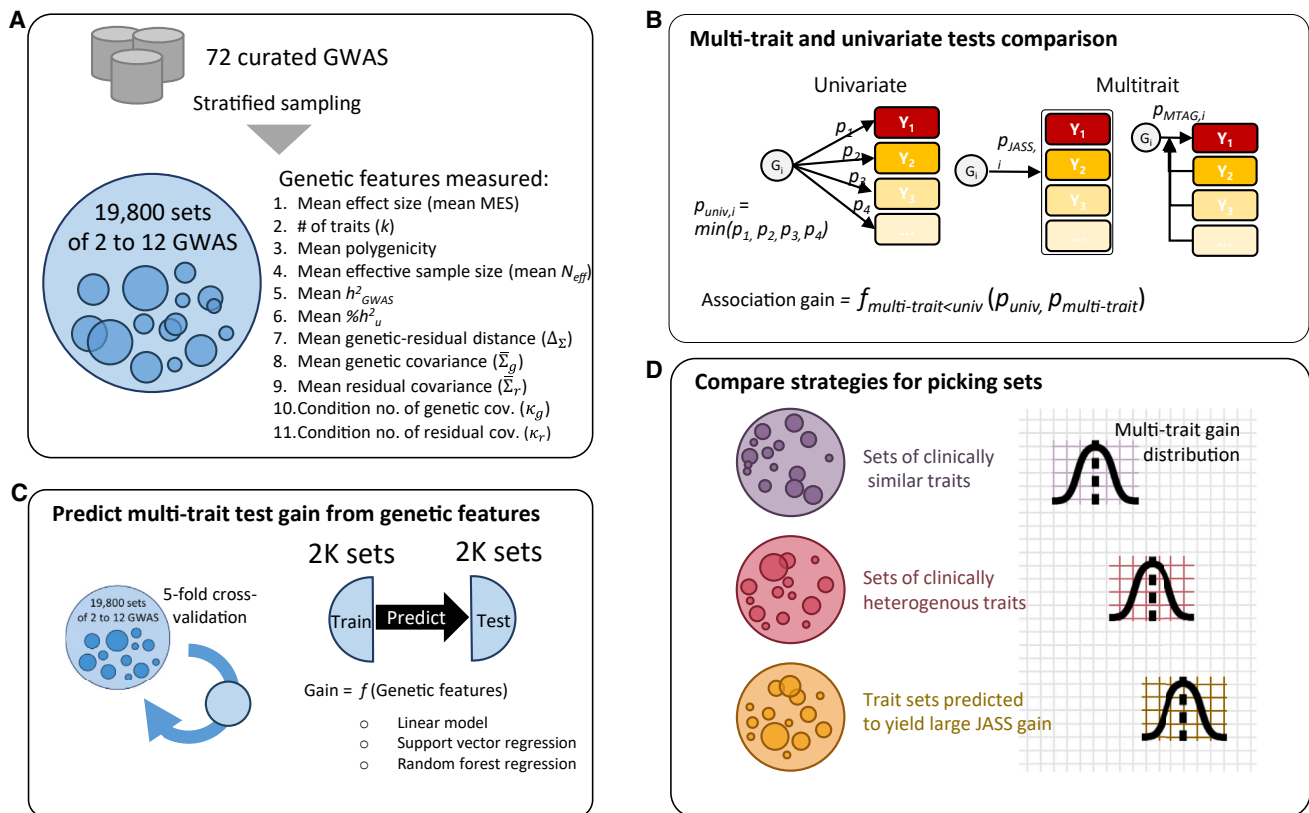 A
72 curated GWAS
Stratified sampling
19,800 sets
of 2 to 12 GWAS
Genetic features measured:
1. Mean effect size (mean MES)
2. # of traits (k)
3. Mean polygenicity
4. Mean effective sample size (mean Neff)
5. Mean h²GWAS
6. Mean %h²u
7. Mean genetic-residual distance (ΔΣ)
8. Mean genetic covariance (Σ̅g)
9. Mean residual covariance (Σ̅r)
10. Condition no. of genetic cov. (κg)
11. Condition no. of residual cov. (κr)
B
Multi-trait and univariate tests comparison
Univariate
Multitrait
Gi
p1
p2
p3
p4
Y1
Y2
Y3
...
puniv,i =
min(p1, p2, p3, p4)
Gi
pJASS,
i
Y1
Y2
Y3
...
pMTAG,i
Gi
Y1
Y2
Y3
...
Association gain = fmulti-trait<univ (puniv, pmulti-trait)
C
Predict multi-trait test gain from genetic features
19,800 sets
of 2 to 12 GWAS
5-fold cross-
validation
2K sets
2K sets
Train
Predict
Test
Gain = f (Genetic features)
o Linear model
o Support vector regression
o Random forest regression
D
Compare strategies for picking sets
Sets of clinically
similar traits
Multi-trait gain
distribution
Sets of clinically
heterogenous traits
Trait sets predicted
to yield large JASS gain